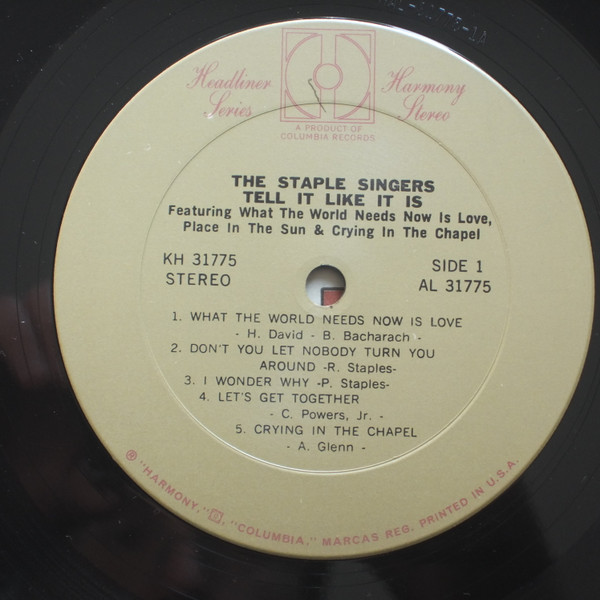 Headliner Series
Harmony Stereo
A PRODUCT OF
COLUMBIA RECORDS
THE STAPLE SINGERS
TELL IT LIKE IT IS
Featuring What The World Needs Now Is Love,
Place In The Sun & Crying In The Chapel
KH 31775
STEREO
SIDE 1
AL 31775
1. WHAT THE WORLD NEEDS NOW IS LOVE
- H. David - B. Bacharach -
2. DON'T YOU LET NOBODY TURN YOU
AROUND -R. Staples-
3. I WONDER WHY -P. Staples-
4. LET'S GET TOGETHER
- C. Powers, Jr. -
5. CRYING IN THE CHAPEL
- A. Glenn -
® "HARMONY," "COLUMBIA," MARCAS REG. PRINTED IN U.S.A.